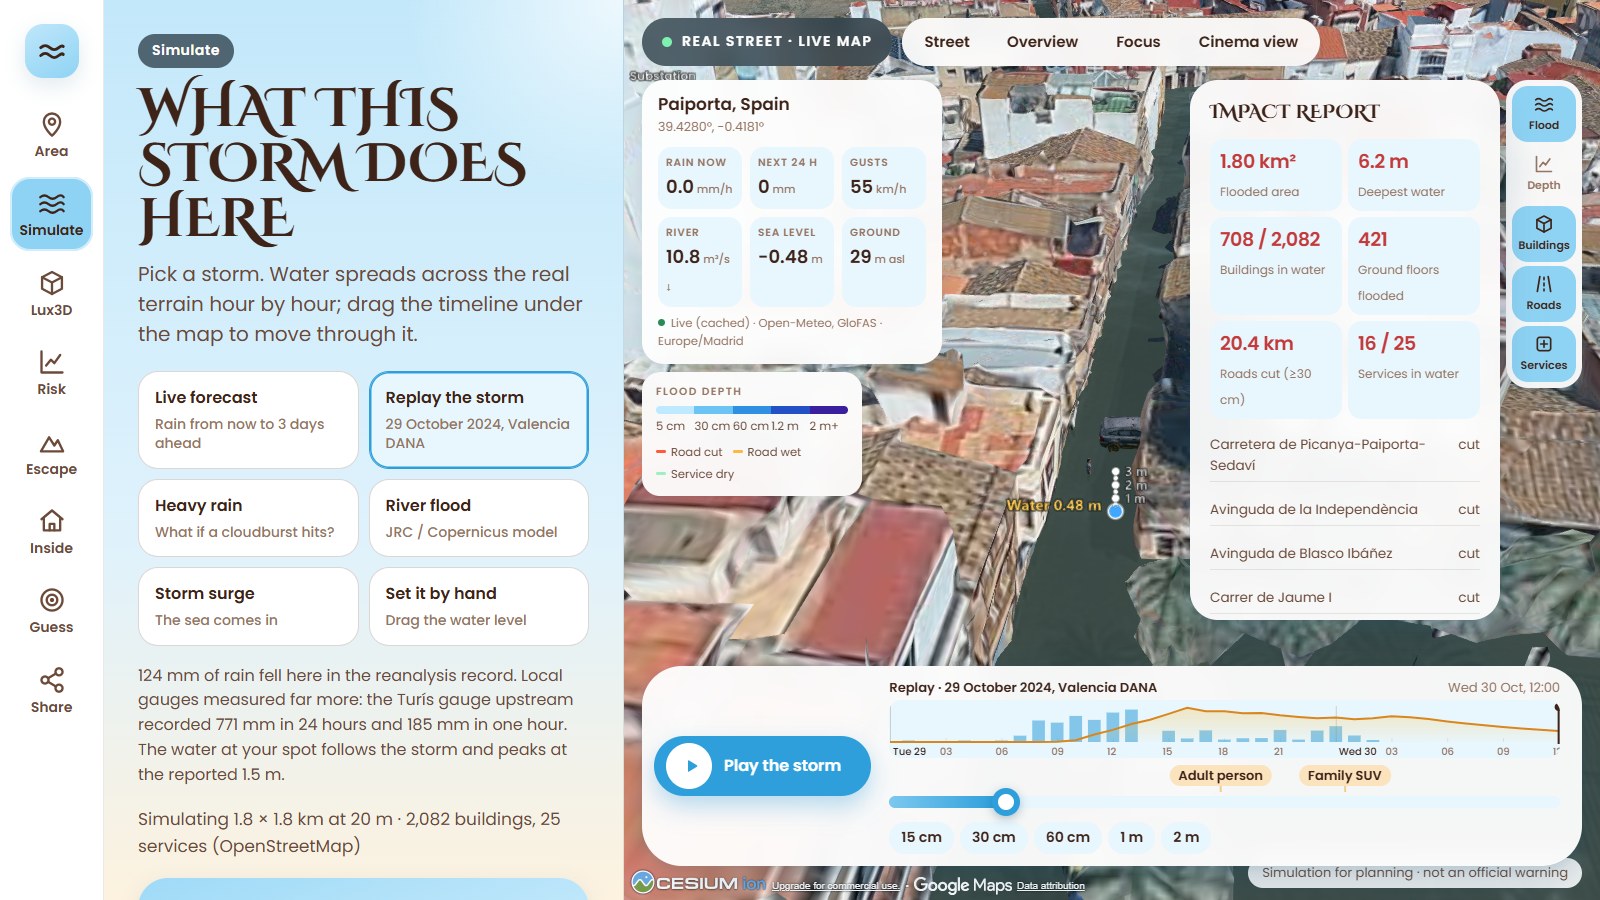 Area
Simulate
Lux3D
Risk
Escape
Inside
Guess
Share
Simulate
WHAT THIS
STORM DOES
HERE
Pick a storm. Water spreads across the real
terrain hour by hour; drag the timeline under
the map to move through it.
Live forecast
Rain from now to 3 days
ahead
Replay the storm
29 October 2024, Valencia
DANA
Heavy rain
What if a cloudburst hits?
River flood
JRC / Copernicus model
Storm surge
The sea comes in
Set it by hand
Drag the water level
124 mm of rain fell here in the reanalysis record. Local
gauges measured far more: the Turís gauge upstream
recorded 771 mm in 24 hours and 185 mm in one hour.
The water at your spot follows the storm and peaks at
the reported 1.5 m.
Simulating 1.8 × 1.8 km at 20 m · 2,082 buildings, 25
services (OpenStreetMap)
REAL STREET · LIVE MAP
Street Overview Focus Cinema view
Substation
Paiporta, Spain
39.4280°, -0.4181°
RAIN NOW
0.0 mm/h
NEXT 24 H
0 mm
GUSTS
55 km/h
RIVER
10.8 m³/s
↓
SEA LEVEL
-0.48 m
GROUND
29 m asl
Live (cached) · Open-Meteo, GloFAS ·
Europe/Madrid
FLOOD DEPTH
5 cm 30 cm 60 cm 1.2 m 2 m+
Road cut Road wet
Service dry
Water 0.48 m
3 m
2 m
1 m
IMPACT REPORT
1.80 km²
Flooded area
6.2 m
Deepest water
708 / 2,082
Buildings in water
421
Ground floors
flooded
20.4 km
Roads cut (≥30
cm)
16 / 25
Services in water
Carretera de Picanya-Paiporta-
Sedaví cut
Avinguda de la Independència cut
Avinguda de Blasco Ibáñez cut
Carrer de Jaume I cut
Flood
Depth
Buildings
Roads
Services
Play the storm
Replay · 29 October 2024, Valencia DANA
Wed 30 Oct, 12:00
Tue 29 03 06 09 12 15 18 21 Wed 30 03 06 09
Adult person Family SUV
15 cm 30 cm 60 cm 1 m 2 m
CESIUM ion Upgrade for commercial use. · Google Maps Data attribution
Simulation for planning · not an official warning